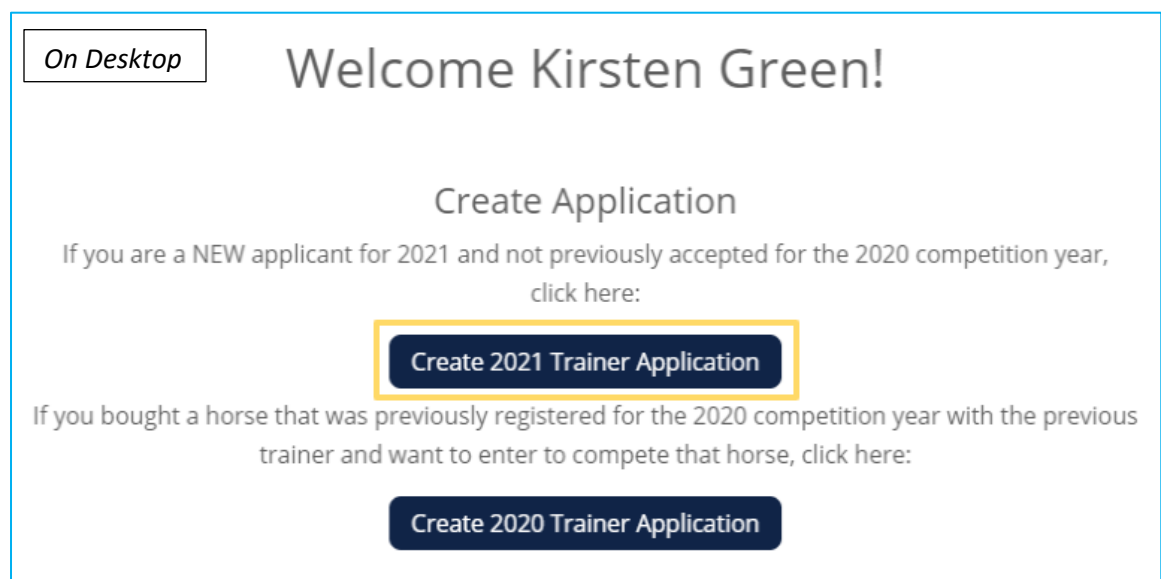 On Desktop
Welcome Kirsten Green!
Create Application
If you are a NEW applicant for 2021 and not previously accepted for the 2020 competition year,
click here:
Create 2021 Trainer Application
If you bought a horse that was previously registered for the 2020 competition year with the previous
trainer and want to enter to compete that horse, click here:
Create 2020 Trainer Application